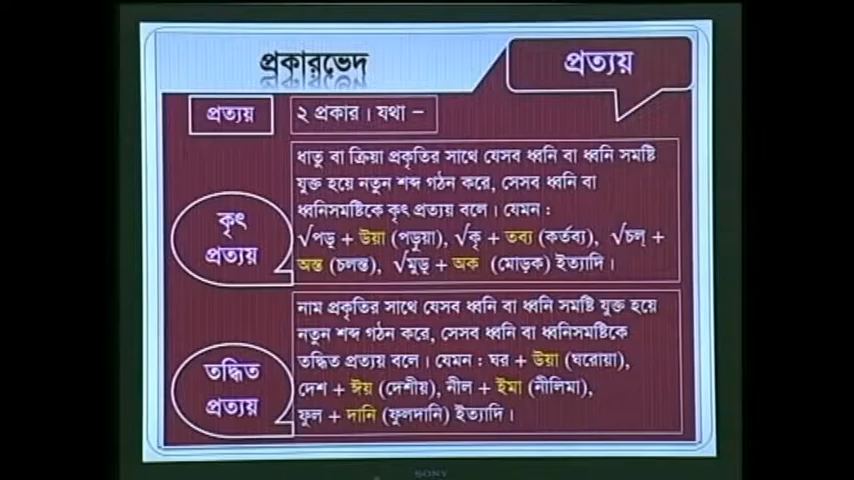 প্রকারভেদ
প্রত্যয়
প্রত্যয়
২ প্রকার। যথা –
কৃৎ
প্রত্যয়
ধাতু বা ক্রিয়া প্রকৃতির সাথে যেসব ধ্বনি বা ধ্বনি সমষ্টি
যুক্ত হয়ে নতুন শব্দ গঠন করে, সেসব ধ্বনি বা
ধ্বনিসমষ্টিকে কৃৎ প্রত্যয় বলে। যেমন :
√পড়্ + উয়া (পড়ুয়া), √কৃ + তব্য (কর্তব্য), √চল্ +
অন্ত (চলন্ত), √মুড়্ + অক (মোড়ক) ইত্যাদি।
তদ্ধিত
প্রত্যয়
নাম প্রকৃতির সাথে যেসব ধ্বনি বা ধ্বনি সমষ্টি যুক্ত হয়ে
নতুন শব্দ গঠন করে, সেসব ধ্বনি বা ধ্বনিসমষ্টিকে
তদ্ধিত প্রত্যয় বলে। যেমন : ঘর + উয়া (ঘরোয়া),
দেশ + ঈয় (দেশীয়), নীল + ইমা (নীলিমা),
ফুল + দানি (ফুলদানি) ইত্যাদি।
SONY